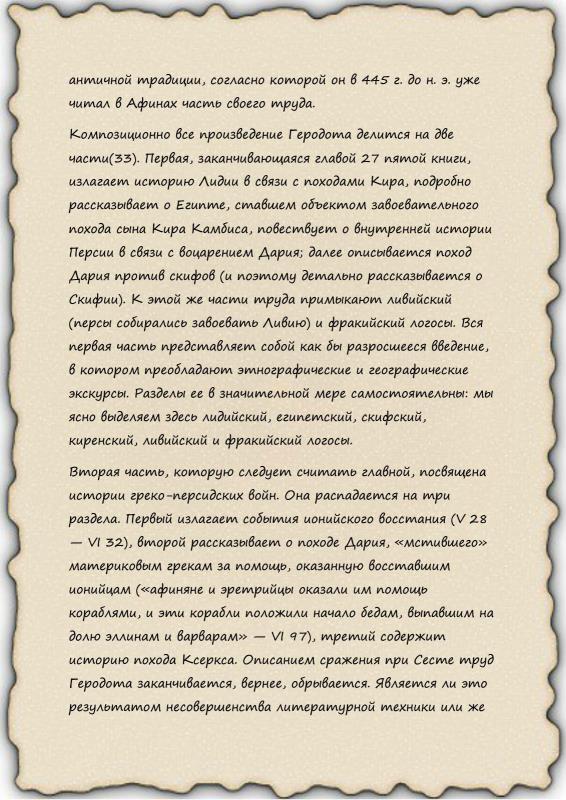 античной традиции, согласно которой он в 445 г. до н. э. уже
читал в Афинах часть своего труда.
Композиционно все произведение Геродота делится на две
части(33). Первая, заканчивающаяся главой 27 пятой книги,
излагает историю Лидии в связи с походами Кира, подробно
рассказывает о Египте, ставшем объектом завоевательного
похода сына Кира Камбиса, повествует о внутренней истории
Персии в связи с воцарением Дария; далее описывается поход
Дария против скифов (и поэтому детально рассказывается о
Скифии). К этой же части труда примыкают ливийский
(персы собирались завоевать Ливию) и фракийский логосы. Вся
первая часть представляет собой как бы разросшееся введение,
в котором преобладают этнографические и географические
экскурсы. Разделы ее в значительной мере самостоятельны: мы
ясно выделяем здесь лидийский, египетский, скифский,
киренский, ливийский и фракийский логосы.
Вторая часть, которую следует считать главной, посвящена
истории греко-персидских войн. Она распадается на три
раздела. Первый излагает события ионийского восстания (V 28
— VI 32), второй рассказывает о походе Дария, «мстившего»
материковым грекам за помощь, оказанную восставшим
ионийцам («афиняне и эретрийцы оказали им помощь
кораблями, и эти корабли положили начало бедам, выпавшим на
долю эллинам и варварам» — VI 97), третий содержит
историю похода Ксеркса. Описанием сражения при Сесте труд
Геродота заканчивается, вернее, обрывается. Является ли это
результатом несовершенства литературной техники или же